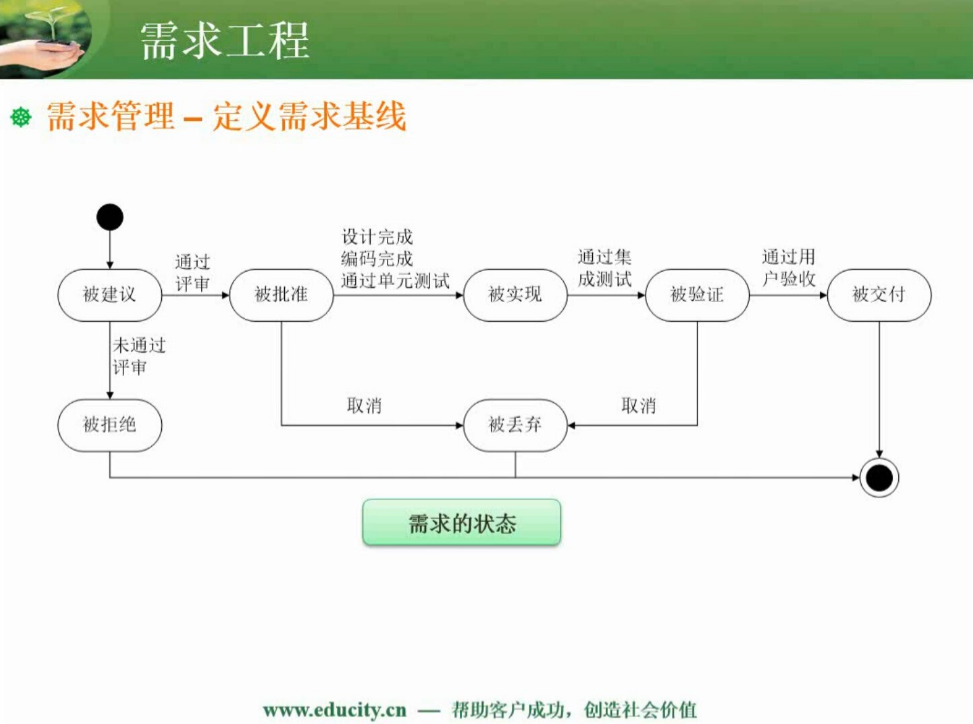 需求工程
需求管理 – 定义需求基线
设计完成
编码完成
通过单元测试
通过
评审
通过集
成测试
通过用
户验收
被建议
被批准
被实现
被验证
被交付
未通过
评审
取消
取消
被拒绝
被丢弃
需求的状态
www.educity.cn — 帮助客户成功，创造社会价值